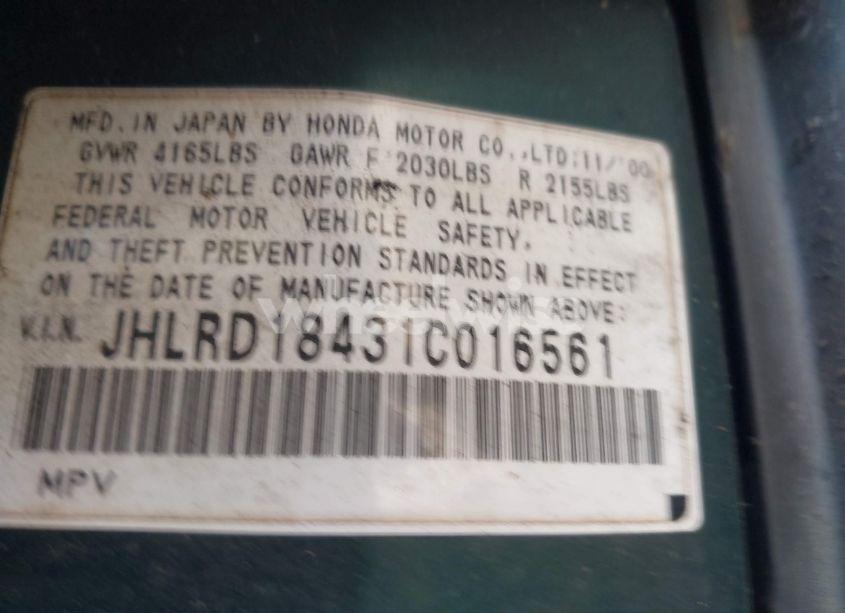 MFD. IN JAPAN BY HONDA MOTOR CO.,LTD:11/'00
GVWR 4165LBS GAWR F 2030LBS R 2155LBS
THIS VEHICLE CONFORMS TO ALL APPLICABLE
FEDERAL MOTOR VEHICLE SAFETY,
AND THEFT PREVENTION STANDARDS IN EFFECT
ON THE DATE OF MANUFACTURE SHOWN ABOVE:
V.I.N. JHLRD18431C016561
MPV